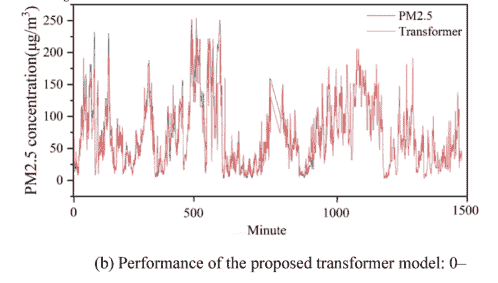 250
200
150
100
50
0
PM2.5 concentration(μg/m³)
PM2.5
Transformer
0 500 1000 1500
Minute
(b) Performance of the proposed transformer model: 0–